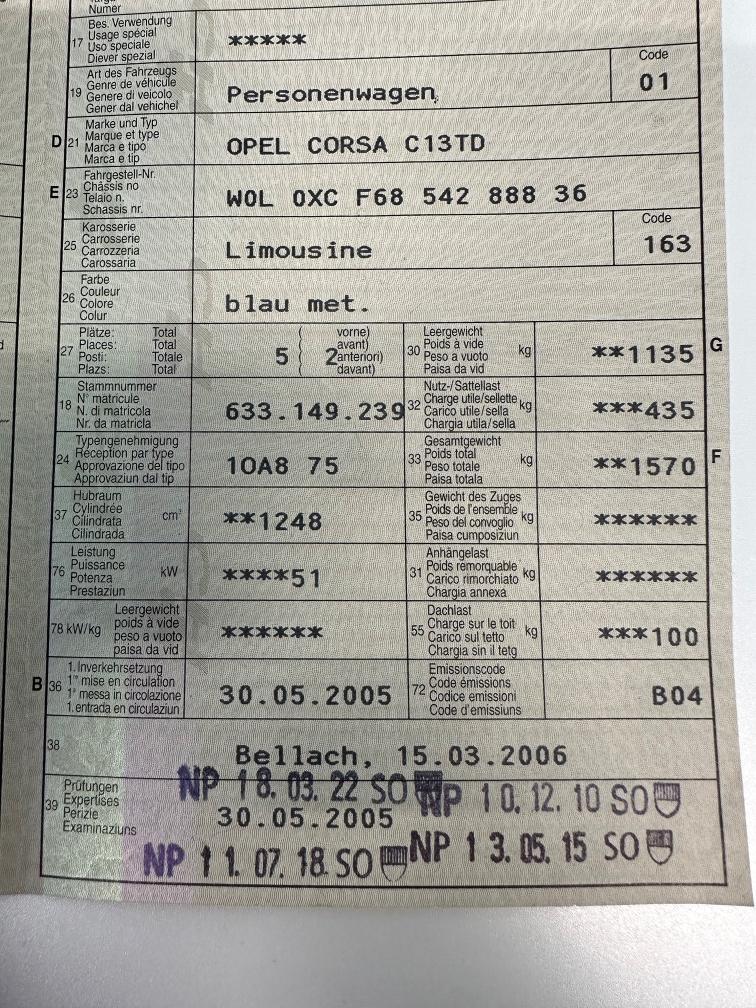 Numer
17
Bes. Verwendung
Usage spécial
Uso speciale
Diever spezial
*****
19
Art des Fahrzeugs
Genre de véhicule
Genere di veicolo
Gener dal vehichel
Personenwagen
Code
01
D
21
Marke und Typ
Marque et type
Marca e tipo
Marca e tip
OPEL CORSA C13TD
E
23
Fahrgestell-Nr.
Châssis no
Telaio n.
Schassis nr.
W0L 0XC F68 542 888 36
25
Karosserie
Carrosserie
Carrozzeria
Carossaria
Limousine
Code
163
26
Farbe
Couleur
Colore
Colur
blau met.
27
Plätze: Total
Places: Total
Posti: Totale
Plazs: Total
5
( vorne)
( avant)
2
( anteriori)
( davant)
30
Leergewicht
Poids à vide
Peso a vuoto
Paisa da vid
kg
**1135
G
18
Stammnummer
N° matricule
N. di matricola
Nr. da matricla
633.149.239
32
Nutz-/Sattellast
Charge utile/sellette
Carico utile/sella
Chargia utila/sella
kg
***435
24
Typengenehmigung
Réception par type
Approvazione del tipo
Approvaziun dal tip
1OA8 75
33
Gesamtgewicht
Poids total
Peso totale
Paisa totala
kg
**1570
F
37
Hubraum
Cylindrée
Cilindrata
Cilindrada
cm³
**1248
35
Gewicht des Zuges
Poids de l'ensemble
Peso del convoglio
Paisa cumposiziun
kg
******
76
Leistung
Puissance
Potenza
Prestaziun
kW
****51
31
Anhängelast
Poids remorquable
Carico rimorchiato
Chargia annexa
kg
******
78 kW/kg
Leergewicht
poids à vide
peso a vuoto
paisa da vid
******
55
Dachlast
Charge sur le toit
Carico sul tetto
Chargia sin il tetg
kg
***100
B
36
1. Inverkehrsetzung
1re mise en circulation
1a messa in circolazione
1. entrada en circulaziun
30.05.2005
72
Emissionscode
Code émissions
Codice emissioni
Code d'emissiuns
B04
38
Bellach, 15.03.2006
39
Prüfungen
Expertises
Perizie
Examinaziuns
NP 18.03.22 SO
NP 10.12.10 SO
30.05.2005
NP 11.07.18 SO
NP 13.05.15 SO